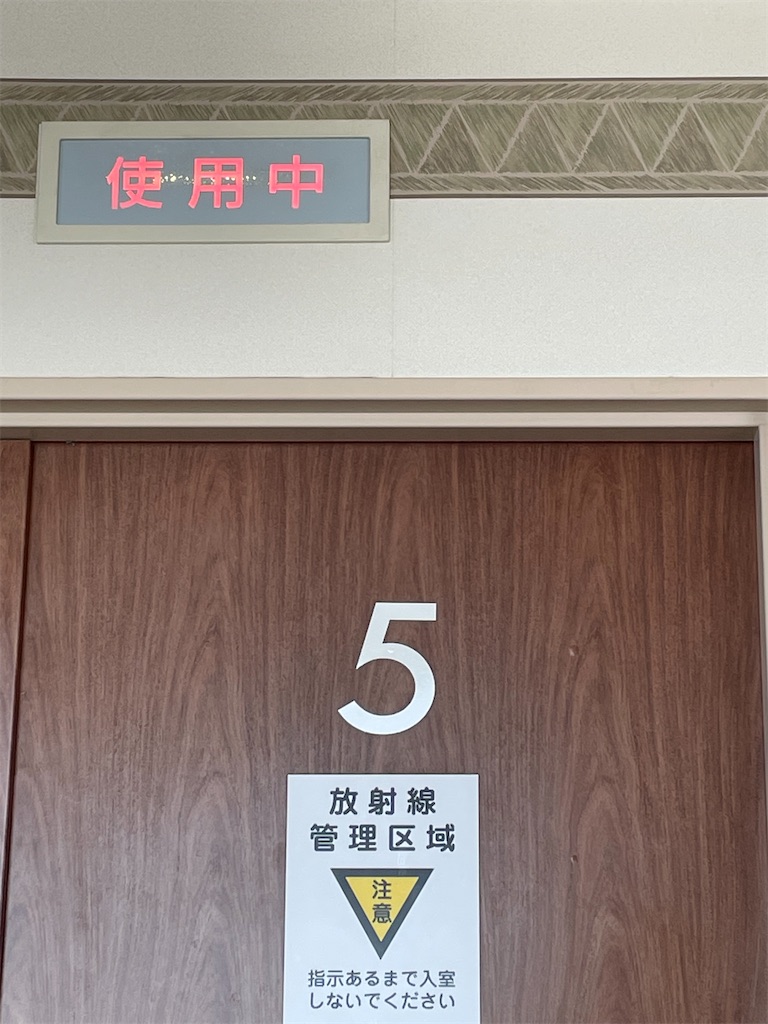 使用中
5
放射線
管理区域
注
意
指示あるまで入室
しないでください